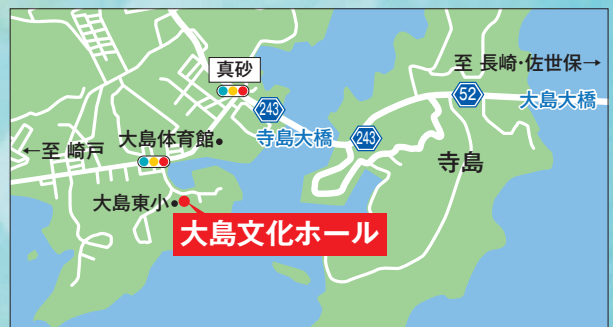 真砂
至 長崎・佐世保→
52
大島大橋
243
寺島大橋
243
大島体育館
←至 崎戸
寺島
大島東小
大島文化ホール